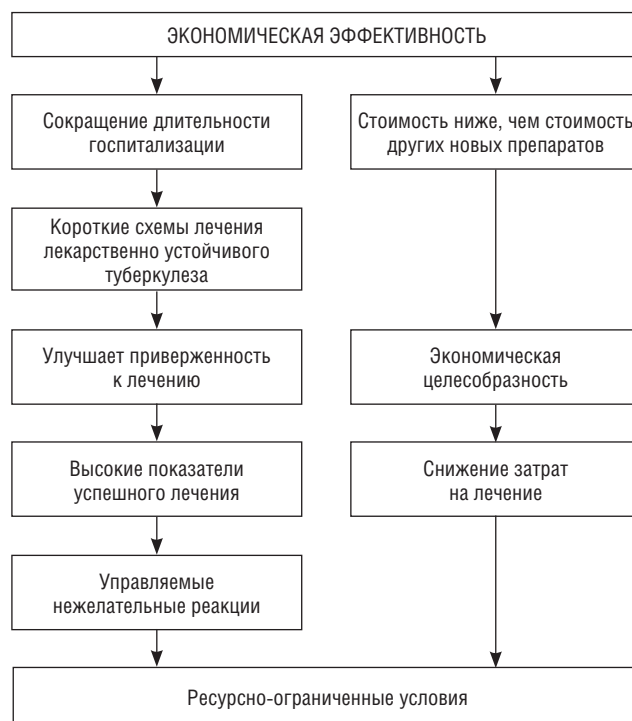 ЭКОНОМИЧЕСКАЯ ЭФФЕКТИВНОСТЬ
Сокращение длительности
госпитализации
Стоимость ниже, чем стоимость
других новых препаратов
Короткие схемы лечения
лекарственно устойчивого
туберкулеза
Улучшает приверженность
к лечению
Экономическая
целесобразность
Высокие показатели
успешного лечения
Снижение затрат
на лечение
Управляемые
нежелательные реакции
Ресурсно-ограниченные условия